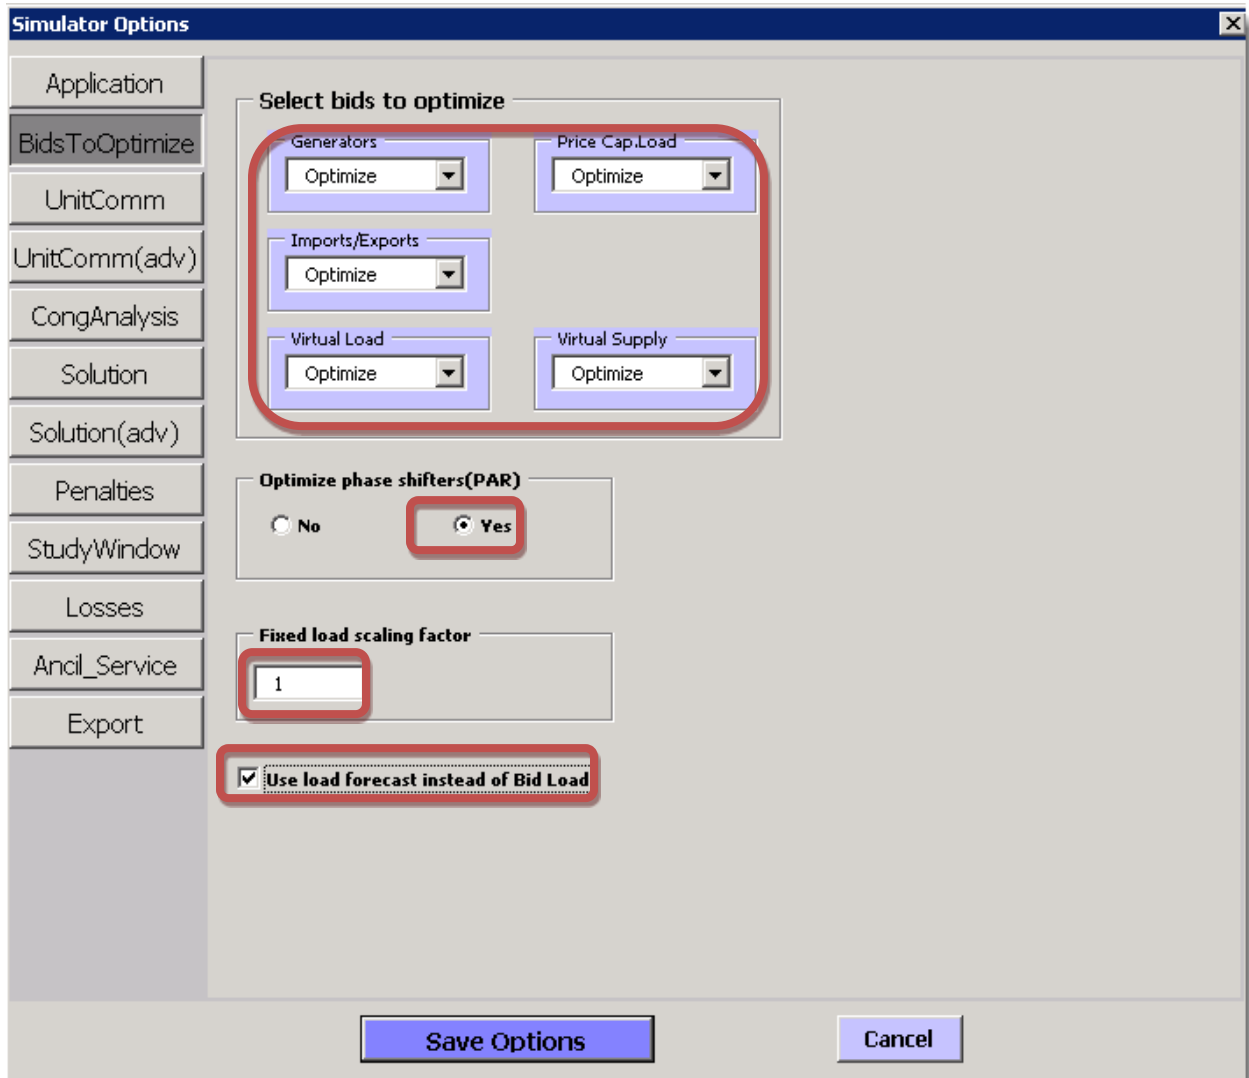 Simulator Options
Application
BidsToOptimize
UnitComm
UnitComm(adv)
CongAnalysis
Solution
Solution(adv)
Penalties
StudyWindow
Losses
Ancil_Service
Export
Select bids to optimize
Generators
Optimize
Price Cap.Load
Optimize
Imports/Exports
Optimize
Virtual Load
Optimize
Virtual Supply
Optimize
Optimize phase shifters(PAR)
No
Yes
Fixed load scaling factor
1
Use load forecast instead of Bid Load
Save Options
Cancel